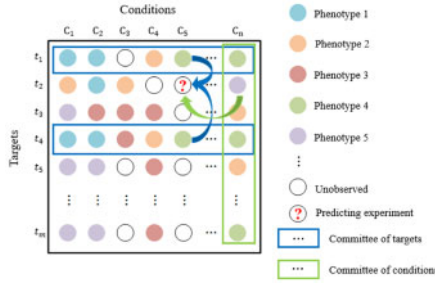 Conditions
C1 C2 C3 C4 C5 Cn
Targets
t1 ...
t2 ? ...
t3 ...
t4 ...
t5 ...
⋮ ⋮ ⋮ ⋮ ⋮ ⋮ ⋮
tm ...
Phenotype 1
Phenotype 2
Phenotype 3
Phenotype 4
Phenotype 5
⋮
Unobserved
? Predicting experiment
... Committee of targets
... Committee of condition